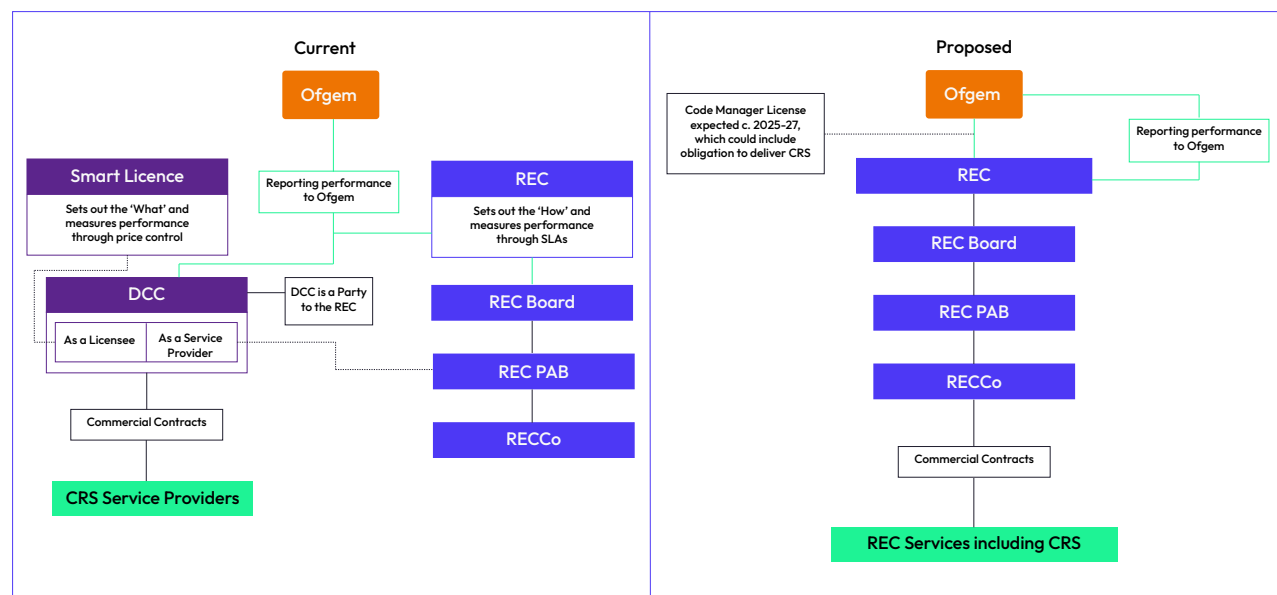 Current
Ofgem
Smart Licence
Sets out the ‘What’ and
measures performance
through price control
Reporting performance
to Ofgem
REC
Sets out the ‘How’ and
measures performance
through SLAs
DCC
As a Licensee
As a Service
Provider
DCC is a Party
to the REC
REC Board
REC PAB
RECCo
Commercial Contracts
CRS Service Providers
Proposed
Ofgem
Code Manager License
expected c. 2025-27,
which could include
obligation to deliver CRS
Reporting performance
to Ofgem
REC
REC Board
REC PAB
RECCo
Commercial Contracts
REC Services including CRS